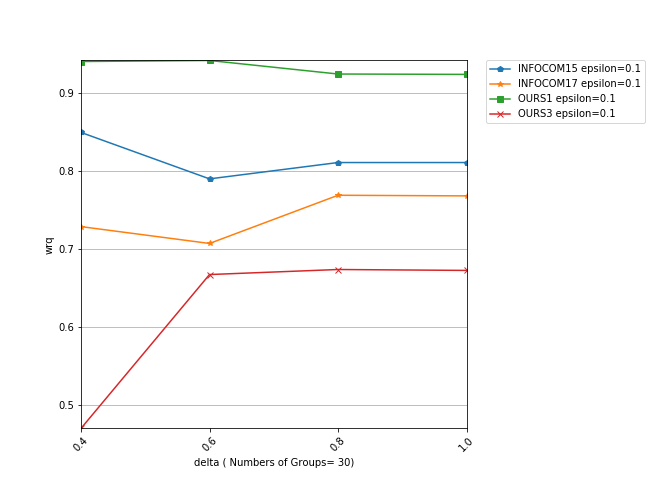 INFOCOM15 epsilon=0.1
INFOCOM17 epsilon=0.1
OURS1 epsilon=0.1
OURS3 epsilon=0.1
0.9
0.8
0.7
0.6
0.5
wrq
0.4 0.6 0.8 1.0
delta ( Numbers of Groups= 30)